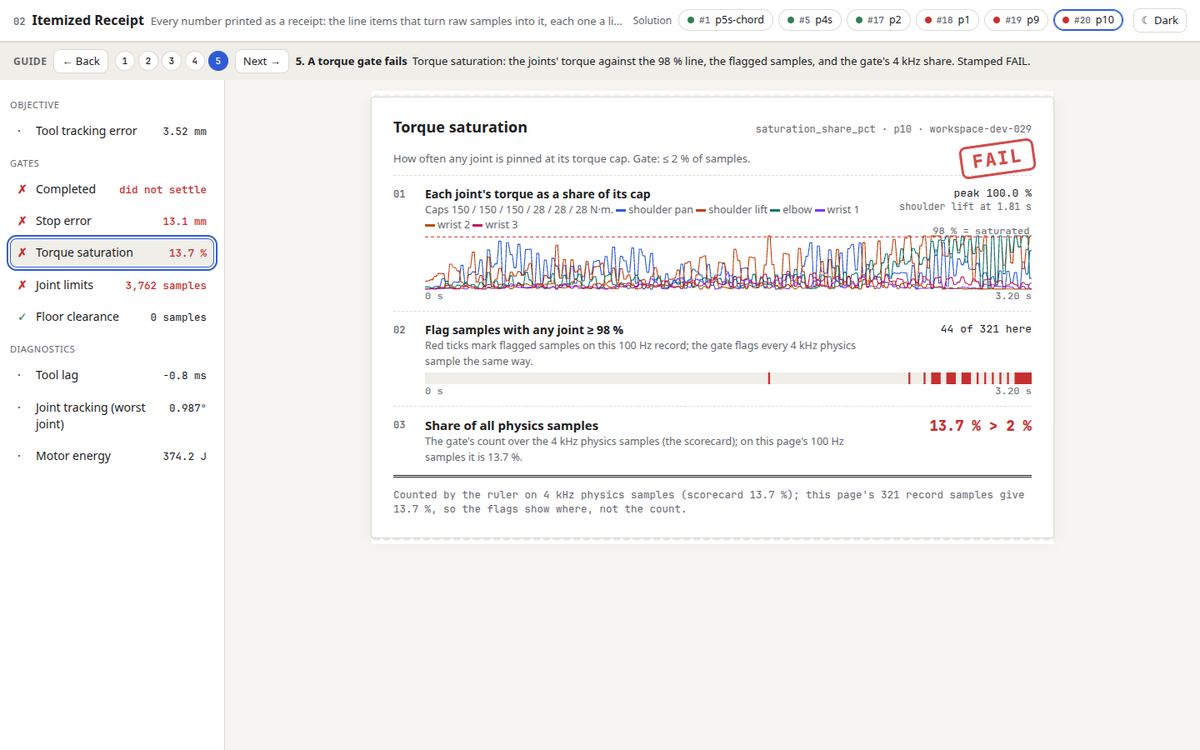 02 Itemized Receipt Every number printed as a receipt: the line items that turn raw samples into it, each one a li... Solution #1 p5s-chord #5 p4s #17 p2 #18 p1 #19 p9 #20 p10 ☾ Dark
GUIDE ← Back 1 2 3 4 5 Next → 5. A torque gate fails Torque saturation: the joints' torque against the 98 % line, the flagged samples, and the gate's 4 kHz share. Stamped FAIL.
OBJECTIVE
· Tool tracking error 3.52 mm
GATES
✗ Completed did not settle
✗ Stop error 13.1 mm
✗ Torque saturation 13.7 %
✗ Joint limits 3,762 samples
✓ Floor clearance 0 samples
DIAGNOSTICS
· Tool lag -0.8 ms
· Joint tracking (worst joint) 0.987°
· Motor energy 374.2 J
Torque saturation saturation_share_pct · p10 · workspace-dev-029
How often any joint is pinned at its torque cap. Gate: ≤ 2 % of samples.
FAIL
01 Each joint's torque as a share of its cap peak 100.0 %
Caps 150 / 150 / 150 / 28 / 28 / 28 N·m. shoulder pan shoulder lift elbow wrist 1 shoulder lift at 1.81 s
wrist 2 wrist 3
98 % = saturated
0 s 3.20 s
02 Flag samples with any joint ≥ 98 % 44 of 321 here
Red ticks mark flagged samples on this 100 Hz record; the gate flags every 4 kHz physics
sample the same way.
0 s 3.20 s
03 Share of all physics samples 13.7 % > 2 %
The gate's count over the 4 kHz physics samples (the scorecard); on this page's 100 Hz
samples it is 13.7 %.
Counted by the ruler on 4 kHz physics samples (scorecard 13.7 %); this page's 321 record samples give
13.7 %, so the flags show where, not the count.